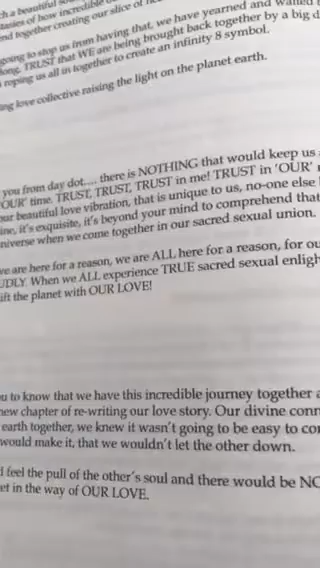 ch a beautiful
tasies of how incredible
end together creating our slice of
going to stop us from having that, we have yearned and waited
long. TRUST that WE are being brought back together by a big d
roping us all in together to create an infinity 8 symbol.
ing love collective raising the light on the planet earth.
you from day dot.... there is NOTHING that would keep us
'OUR' time. TRUST, TRUST, TRUST in me! TRUST in 'OUR'
our beautiful love vibration, that is unique to us, no-one else
ine, it's exquisite, it's beyond your mind to comprehend that
niverse when we come together in our sacred sexual union.
we are here for a reason, we are ALL here for a reason, for ou
UDLY. When we ALL experience TRUE sacred sexual enligh
ift the planet with OUR LOVE!
u to know that we have this incredible journey together a
new chapter of re-writing our love story. Our divine conn
earth together, we knew it wasn't going to be easy to co
would make it, that we wouldn't let the other down.
d feel the pull of the other's soul and there would be NO
et in the way of OUR LOVE.